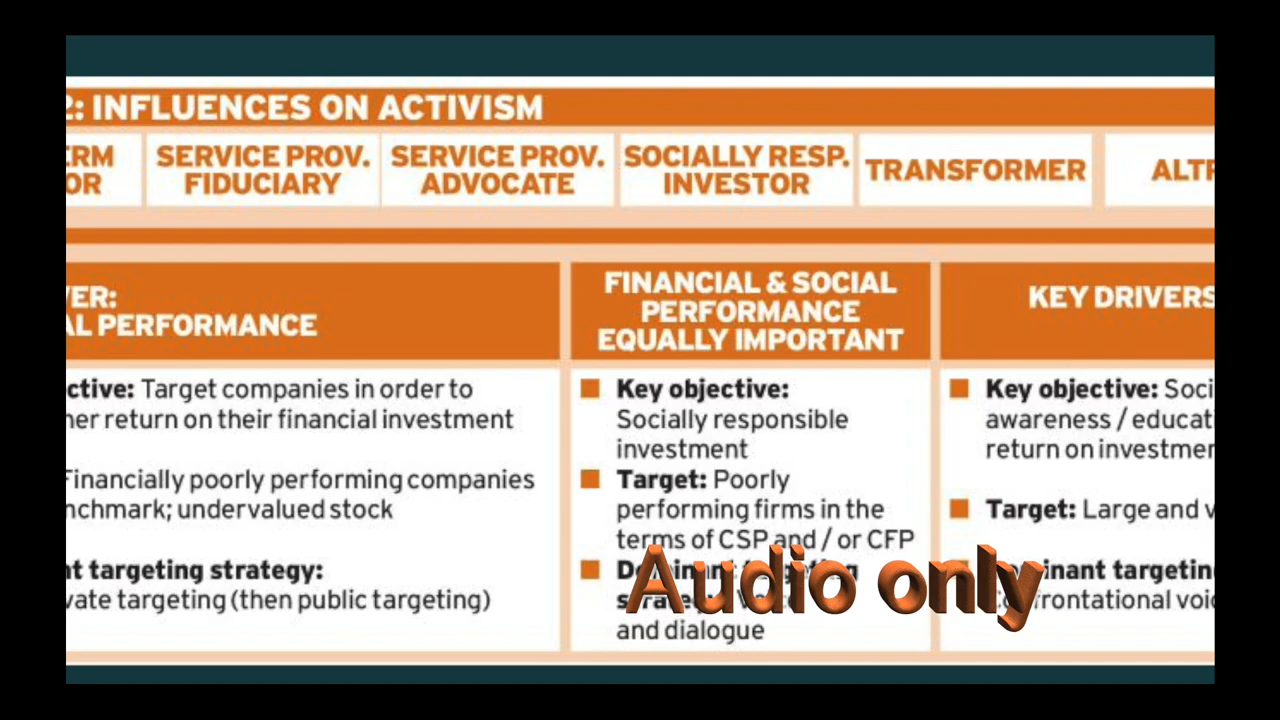 2: INFLUENCES ON ACTIVISM
ERM
OR
SERVICE PROV.
FIDUCIARY
SERVICE PROV.
ADVOCATE
SOCIALLY RESP.
INVESTOR
TRANSFORMER
ALTR
VER:
AL PERFORMANCE
FINANCIAL & SOCIAL
PERFORMANCE
EQUALLY IMPORTANT
KEY DRIVERS
ctive: Target companies in order to
her return on their financial investment
Financially poorly performing companies
nchmark; undervalued stock
nt targeting strategy:
vate targeting (then public targeting)
Key objective:
Socially responsible
investment
Target: Poorly
performing firms in the
terms of CSP and / or CFP
and dialogue
Key objective: Soci
awareness / educat
return on investmen
Target: Large and v
inant targetin
frontational voic
Audio only